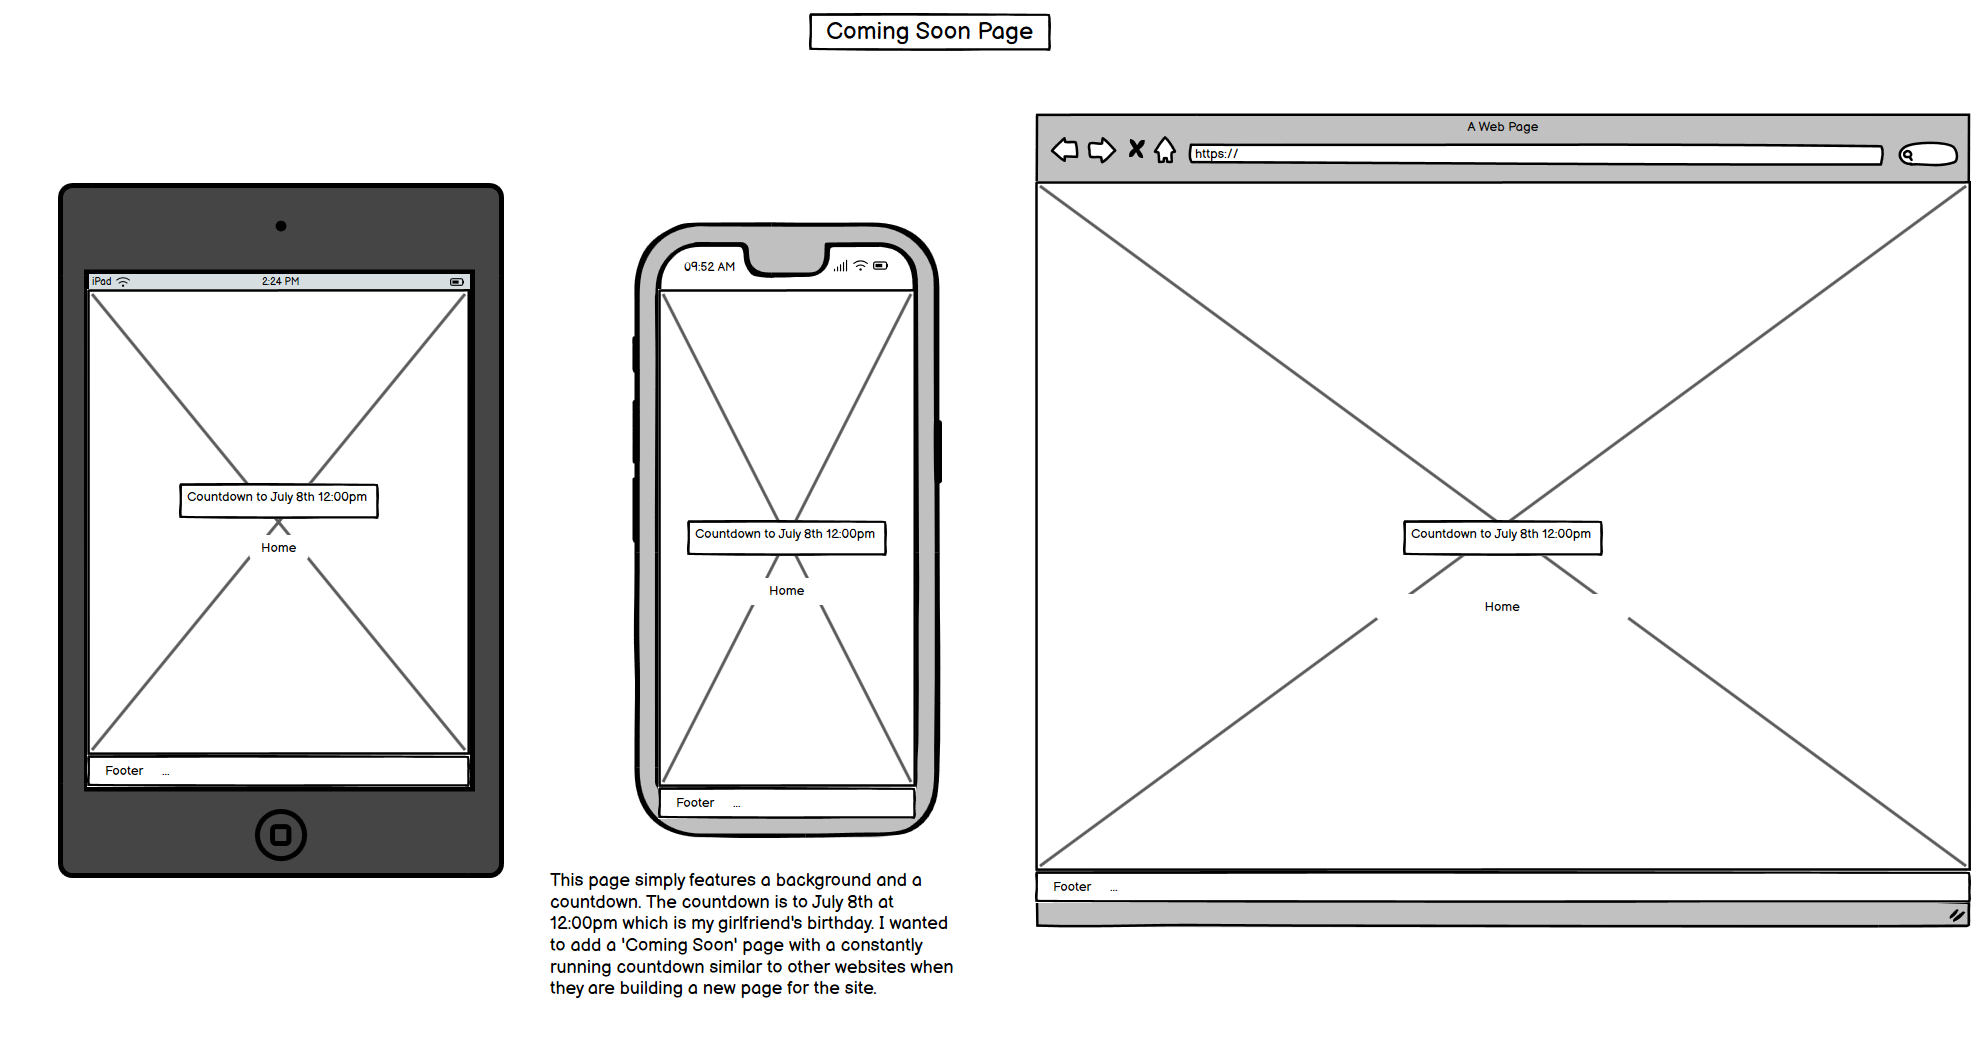 Coming Soon Page
iPad
2:24 PM
Countdown to July 8th 12:00pm
Home
Footer ...
09:52 AM
Countdown to July 8th 12:00pm
Home
Footer ...
This page simply features a background and a
countdown. The countdown is to July 8th at
12:00pm which is my girlfriend's birthday. I wanted
to add a 'Coming Soon' page with a constantly
running countdown similar to other websites when
they are building a new page for the site.
A Web Page
https://
Countdown to July 8th 12:00pm
Home
Footer ...